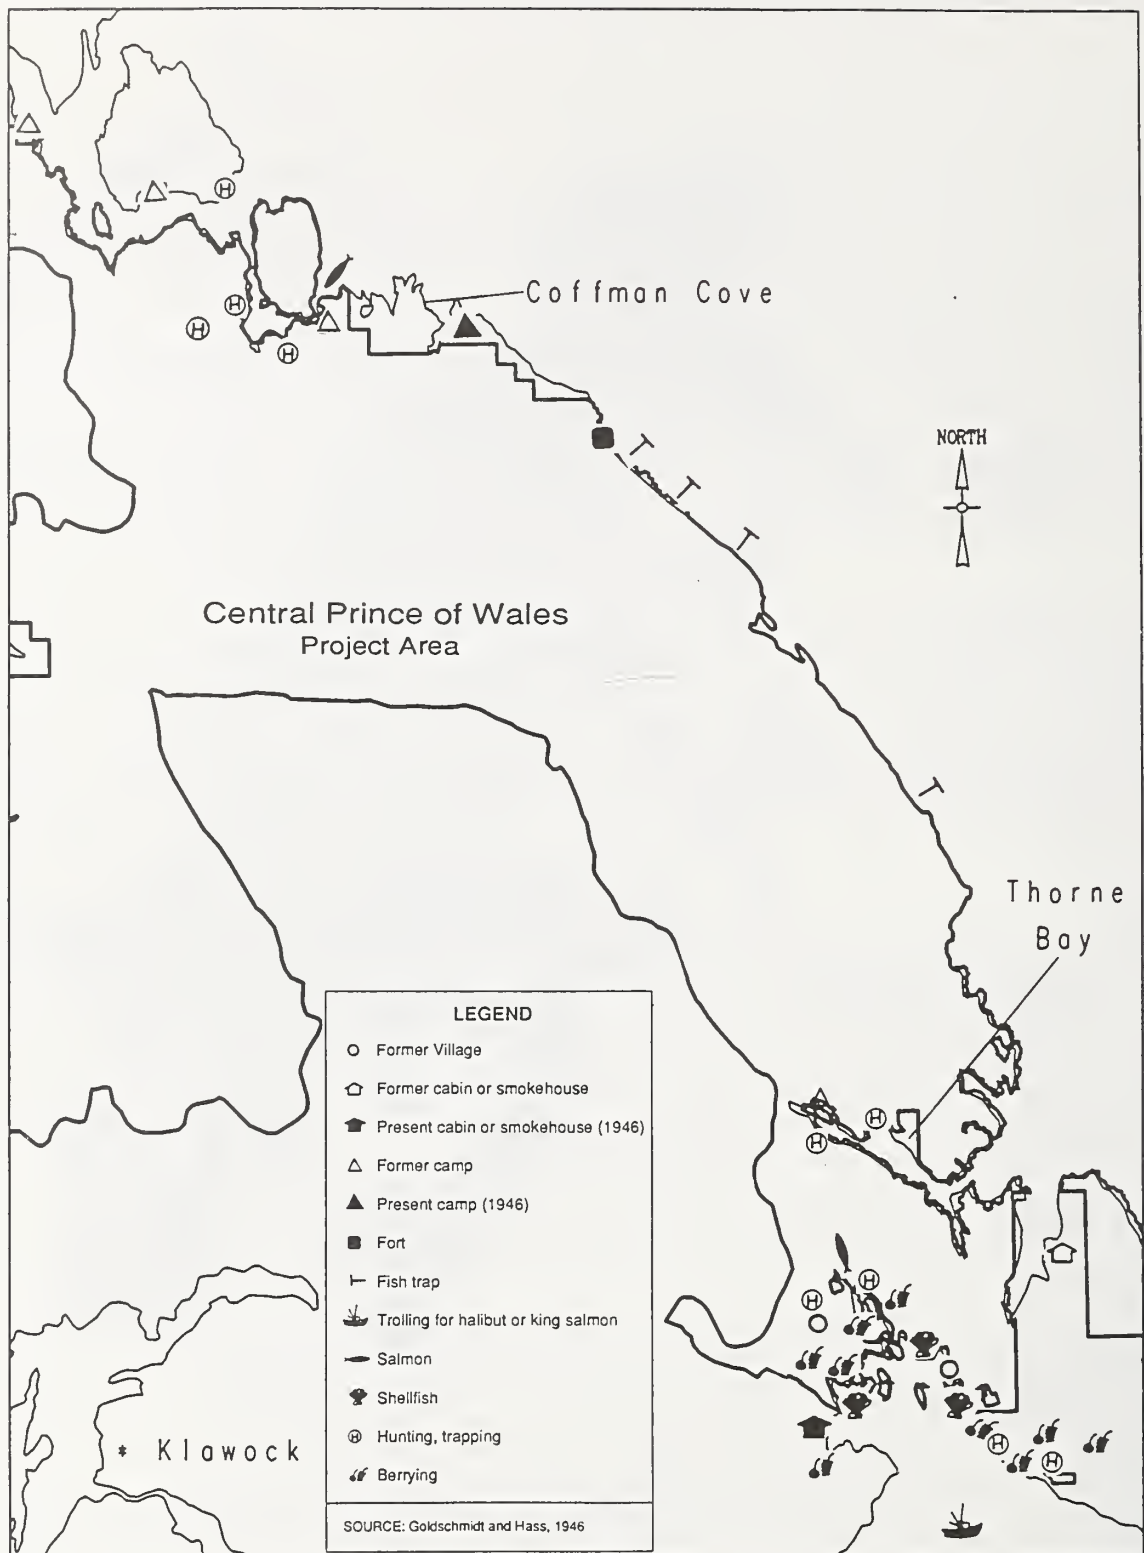 Coffman Cove
NORTH
Central Prince of Wales
Project Area
Thorne
Bay
LEGEND
Former Village
Former cabin or smokehouse
Present cabin or smokehouse (1946)
Former camp
Present camp (1946)
Fort
Fish trap
Trolling for halibut or king salmon
Salmon
Shellfish
H Hunting, trapping
Berrying
* Klawock
SOURCE: Goldschmidt and Hass, 1946